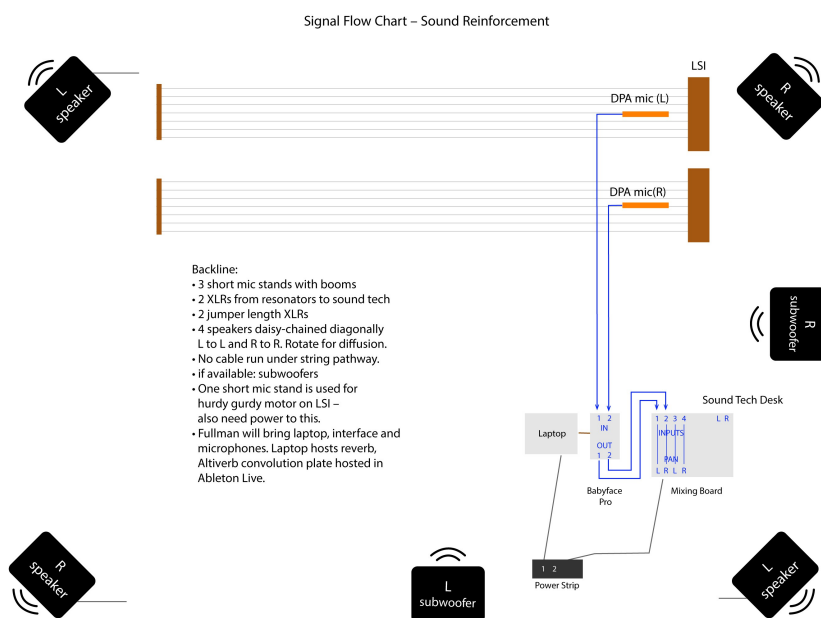 Signal Flow Chart – Sound Reinforcement
L
speaker
LSI
R
speaker
DPA mic (L)
DPA mic(R)
Backline:
• 3 short mic stands with booms
• 2 XLRs from resonators to sound tech
• 2 jumper length XLRs
• 4 speakers daisy-chained diagonally
L to L and R to R. Rotate for diffusion.
• No cable run under string pathway.
• if available: subwoofers
• One short mic stand is used for
hurdy gurdy motor on LSI –
also need power to this.
• Fullman will bring laptop, interface and
microphones. Laptop hosts reverb,
Altiverb convolution plate hosted in
Ableton Live.
R
subwoofer
Sound Tech Desk
Laptop
1 2
IN
OUT
1 2
Babyface
Pro
1 2 3 4
L R
INPUTS
PAN
L R L R
Mixing Board
1 2
Power Strip
R
speaker
L
subwoofer
L
speaker